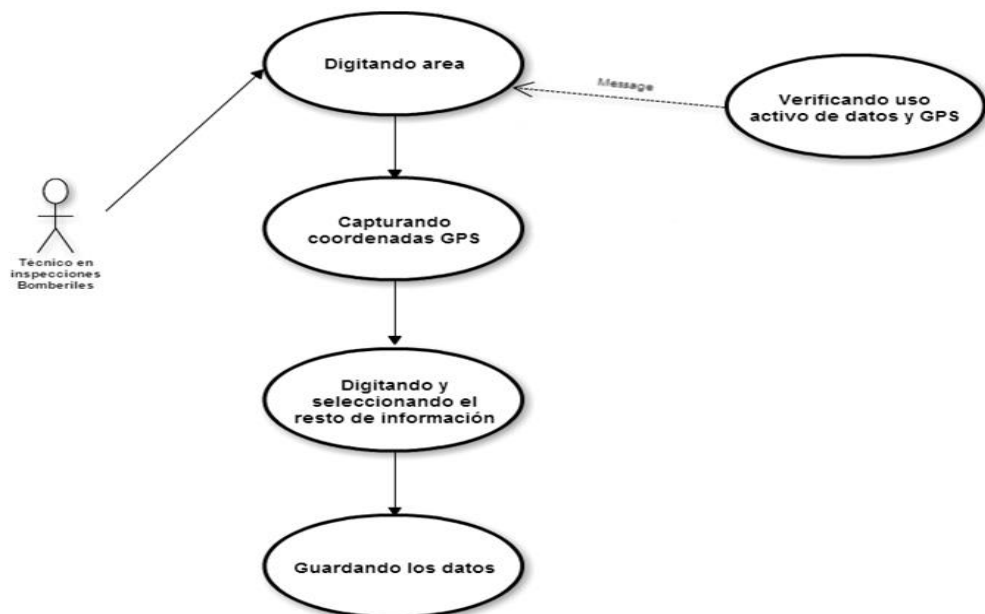 Digitando area
Message
Verificando uso
activo de datos y GPS
Capturando
coordenadas GPS
Técnico en
inspecciones
Bomberiles
Digitando y
seleccionando el
resto de información
Guardando los datos